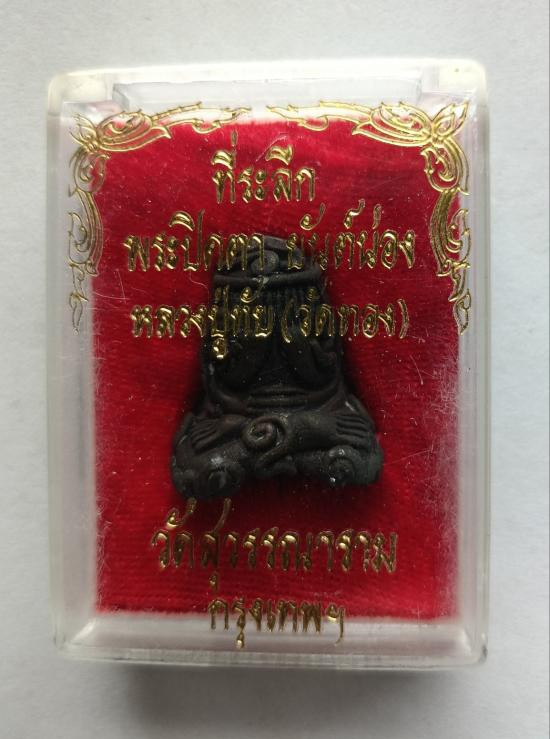 ที่ระลึก
พระปิดตา ยันต์น่อง
หลวงปู่ทับ (วัดทอง)
วัดสุวรรณาราม
กรุงเทพฯ